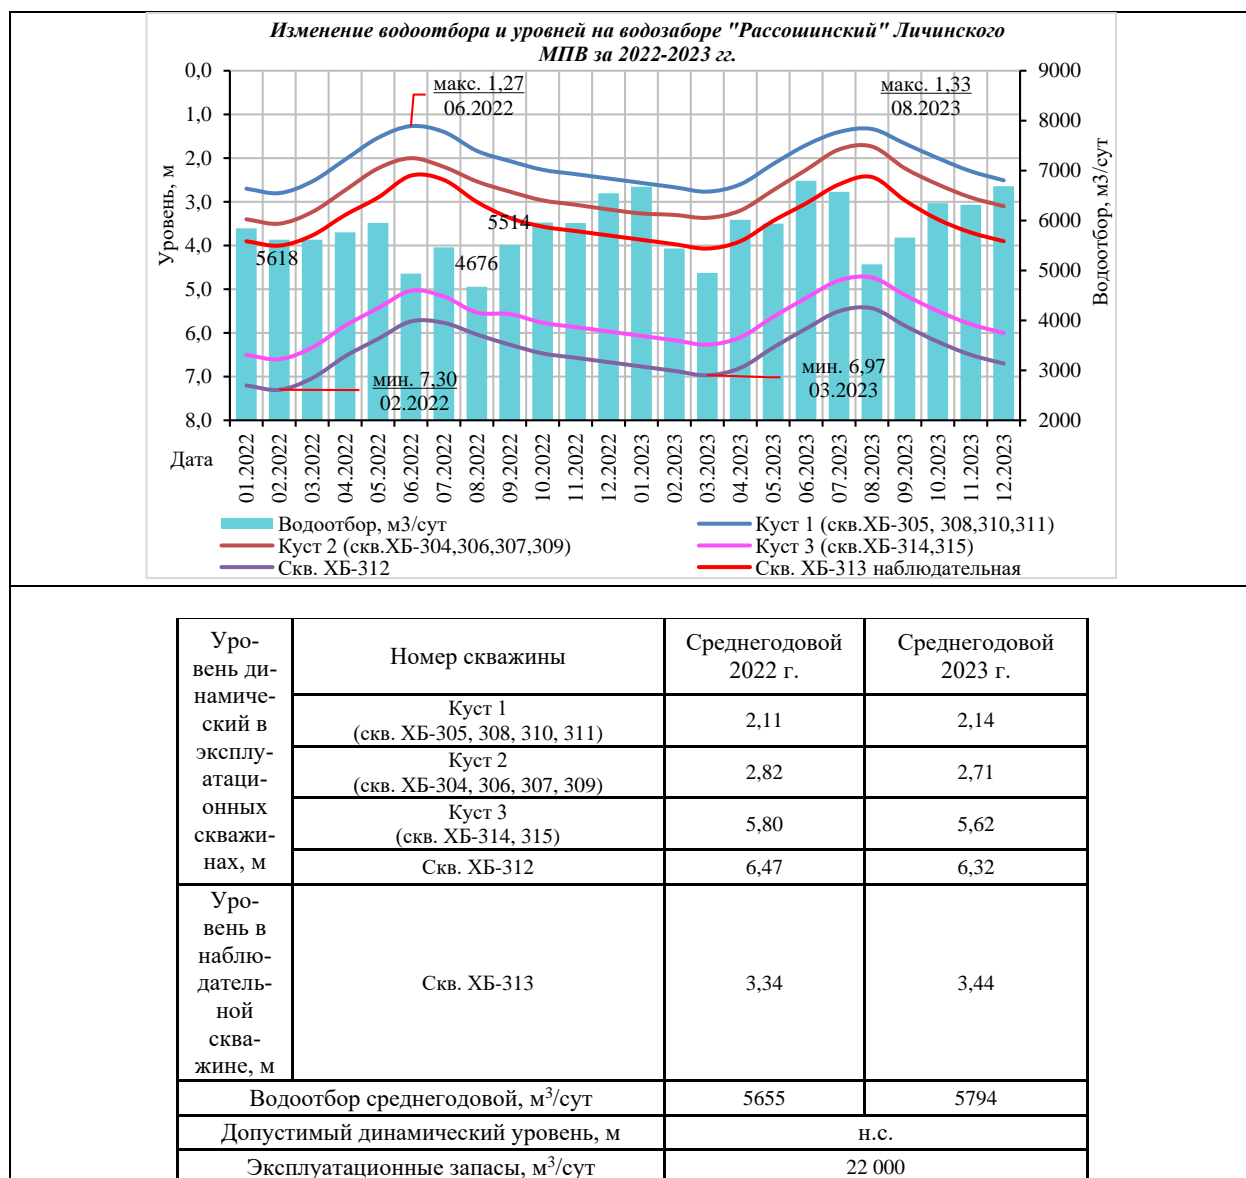 Изменение водоотбора и уровней на водозаборе "Рассошинский" Личинского
МПВ за 2022-2023 гг.
0,0
1,0
2,0
3,0
4,0
5,0
6,0
7,0
8,0
Уровень, м
9000
8000
7000
6000
5000
4000
3000
2000
Водоотбор, м3/сут
макс. 1,27
06.2022
макс. 1,33
08.2023
5618
4676
5514
мин. 7,30
02.2022
мин. 6,97
03.2023
Дата
01.2022
02.2022
03.2022
04.2022
05.2022
06.2022
07.2022
08.2022
09.2022
10.2022
11.2022
12.2022
01.2023
02.2023
03.2023
04.2023
05.2023
06.2023
07.2023
08.2023
09.2023
10.2023
11.2023
12.2023
Водоотбор, м3/сут
Куст 1 (скв.ХБ-305, 308,310,311)
Куст 2 (скв.ХБ-304,306,307,309)
Куст 3 (скв.ХБ-314,315)
Скв. ХБ-312
Скв. ХБ-313 наблюдательная
Уро-
вень ди-
намиче-
ский в
эксплу-
атаци-
онных
скважи-
нах, м
Номер скважины
Среднегодовой
2022 г.
Среднегодовой
2023 г.
Куст 1
(скв. ХБ-305, 308, 310, 311)
2,11
2,14
Куст 2
(скв. ХБ-304, 306, 307, 309)
2,82
2,71
Куст 3
(скв. ХБ-314, 315)
5,80
5,62
Скв. ХБ-312
6,47
6,32
Уро-
вень в
наблю-
датель-
ной
сква-
жине, м
Скв. ХБ-313
3,34
3,44
Водоотбор среднегодовой, м³/сут
5655
5794
Допустимый динамический уровень, м
н.с.
Эксплуатационные запасы, м³/сут
22 000